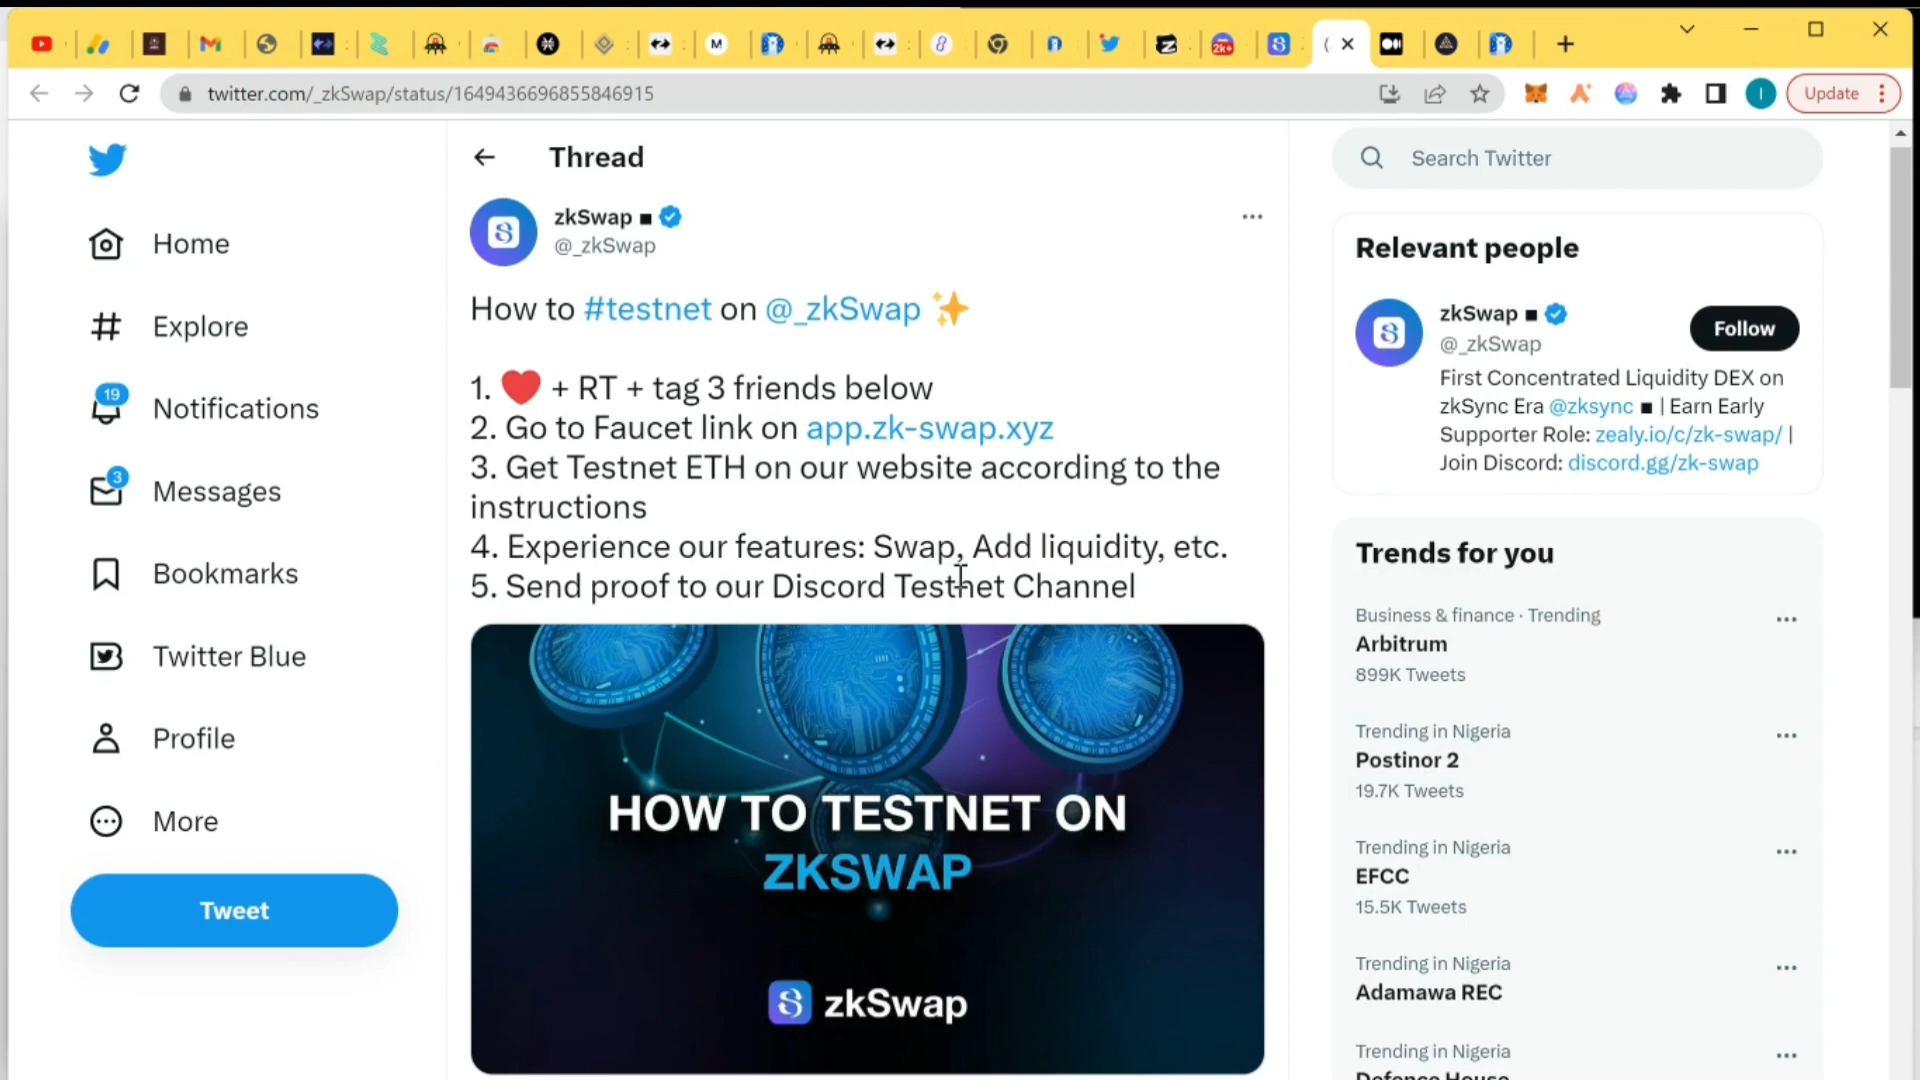 2k+
M
(
twitter.com/_zkSwap/status/1649436696855846915
I
Update
Home
Explore
19
Notifications
3
Messages
Bookmarks
Twitter Blue
Profile
More
Tweet
Thread
zkSwap
@_zkSwap
How to #testnet on @_zkSwap ✨
1. ❤️ + RT + tag 3 friends below
2. Go to Faucet link on app.zk-swap.xyz
3. Get Testnet ETH on our website according to the
instructions
4. Experience our features: Swap, Add liquidity, etc.
5. Send proof to our Discord Testnet Channel
HOW TO TESTNET ON
ZKSWAP
zkSwap
Search Twitter
Relevant people
zkSwap
@_zkSwap
Follow
First Concentrated Liquidity DEX on
zkSync Era @zksync ■ | Earn Early
Supporter Role: zealy.io/c/zk-swap/ |
Join Discord: discord.gg/zk-swap
Trends for you
Business & finance · Trending
Arbitrum
899K Tweets
Trending in Nigeria
Postinor 2
19.7K Tweets
Trending in Nigeria
EFCC
15.5K Tweets
Trending in Nigeria
Adamawa REC
Trending in Nigeria
Defence House